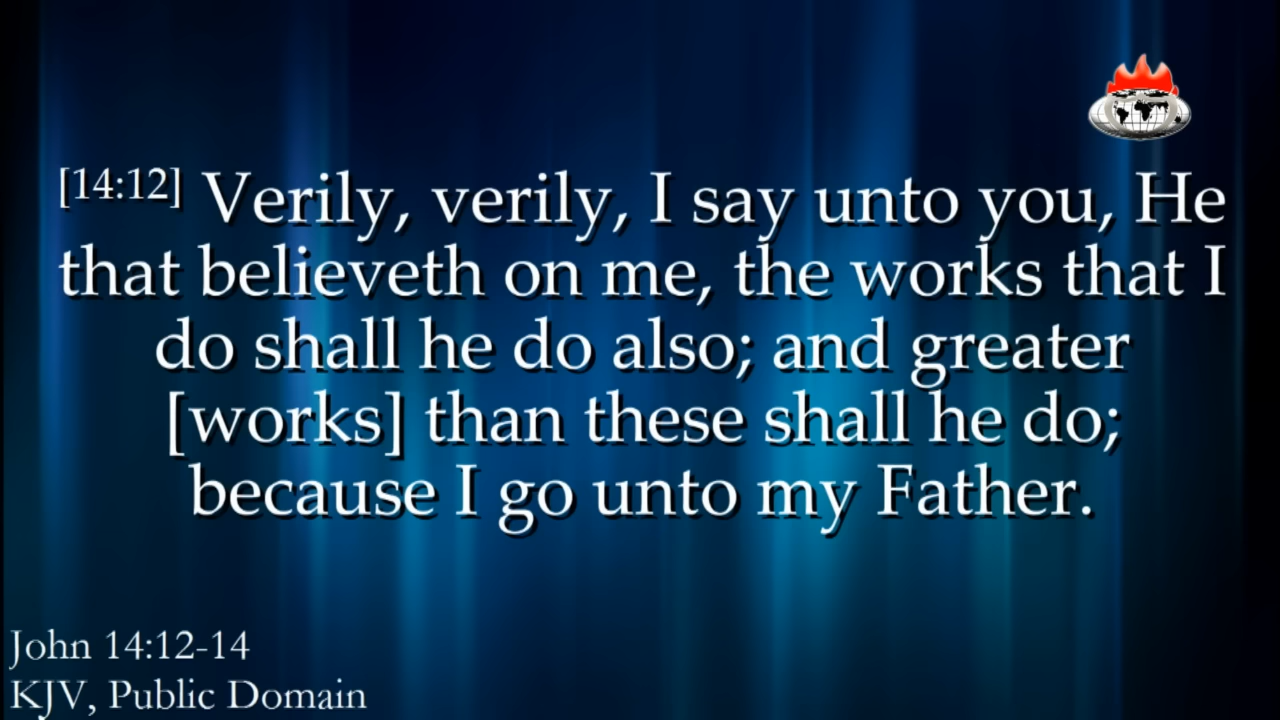 [14:12] Verily, verily, I say unto you, He
that believeth on me, the works that I
do shall he do also; and greater
[works] than these shall he do;
because I go unto my Father.
John 14:12-14
KJV, Public Domain